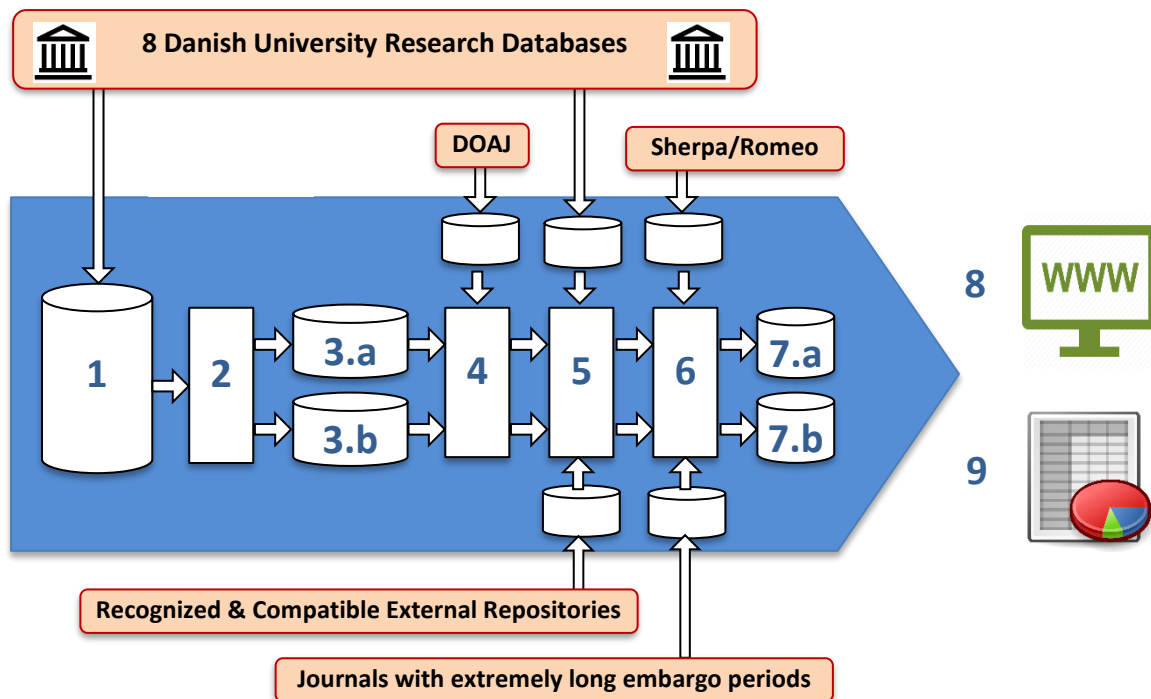 8 Danish University Research Databases
DOAJ
Sherpa/Romeo
1
2
3.a
3.b
4
5
6
7.a
7.b
8
WWW
9
Recognized & Compatible External Repositories
Journals with extremely long embargo periods